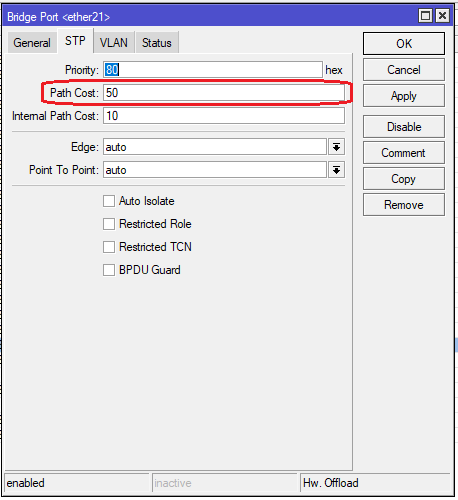 Bridge Port <ether21>
General STP VLAN Status
Priority: 80 hex
Path Cost: 50
Internal Path Cost: 10
Edge: auto
Point To Point: auto
Auto Isolate
Restricted Role
Restricted TCN
BPDU Guard
OK
Cancel
Apply
Disable
Comment
Copy
Remove
enabled inactive Hw. Offload